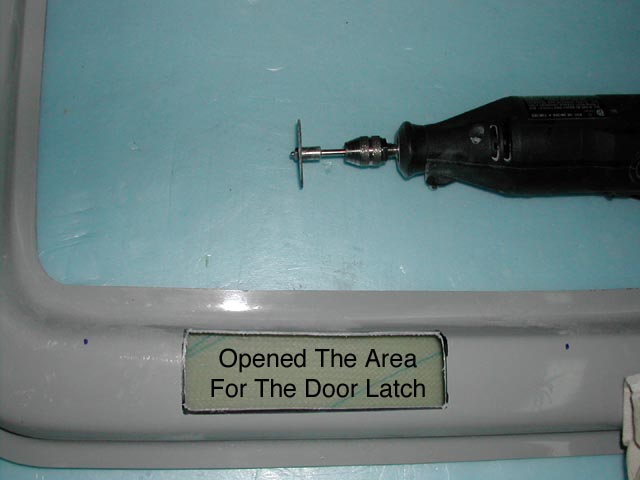 Opened The Area
For The Door Latch